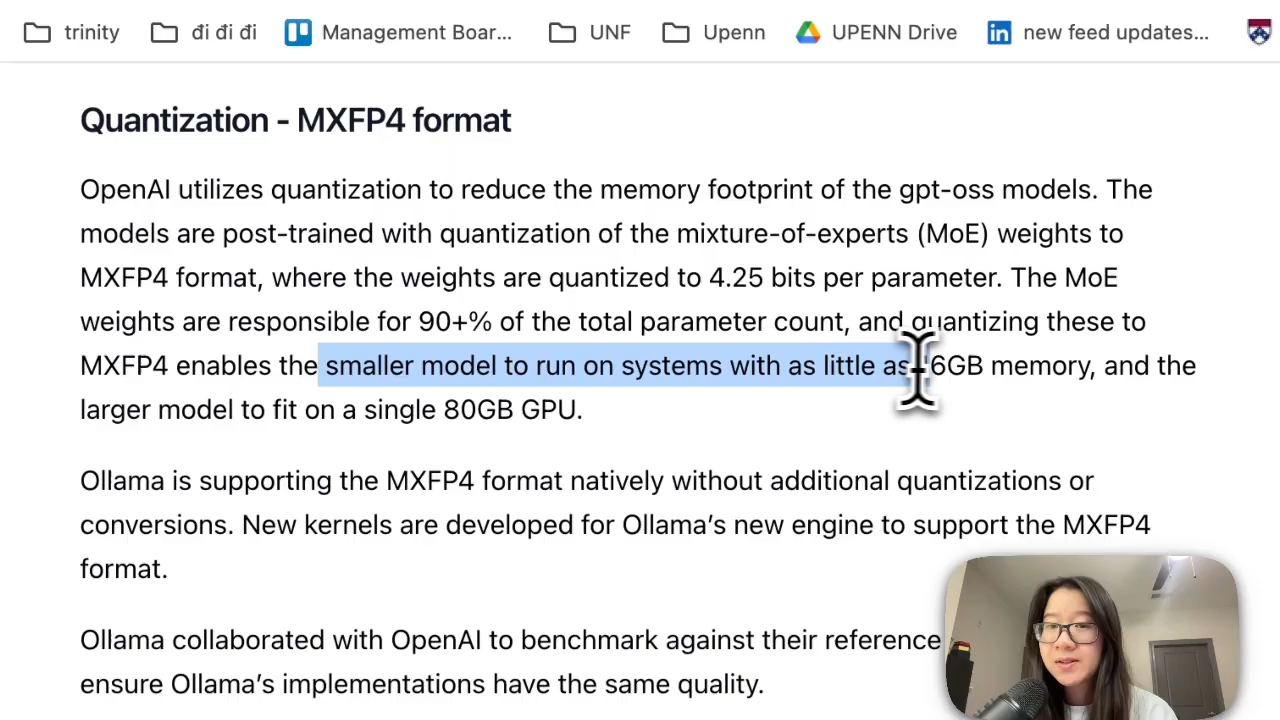 trinity đi đi đi Management Boar... UNF Upenn UPENN Drive in new feed updates...
Quantization - MXFP4 format
OpenAI utilizes quantization to reduce the memory footprint of the gpt-oss models. The
models are post-trained with quantization of the mixture-of-experts (MoE) weights to
MXFP4 format, where the weights are quantized to 4.25 bits per parameter. The MoE
weights are responsible for 90+% of the total parameter count, and quantizing these to
MXFP4 enables the smaller model to run on systems with as little as 16GB memory, and the
larger model to fit on a single 80GB GPU.
Ollama is supporting the MXFP4 format natively without additional quantizations or
conversions. New kernels are developed for Ollama’s new engine to support the MXFP4
format.
Ollama collaborated with OpenAI to benchmark against their reference
ensure Ollama’s implementations have the same quality.